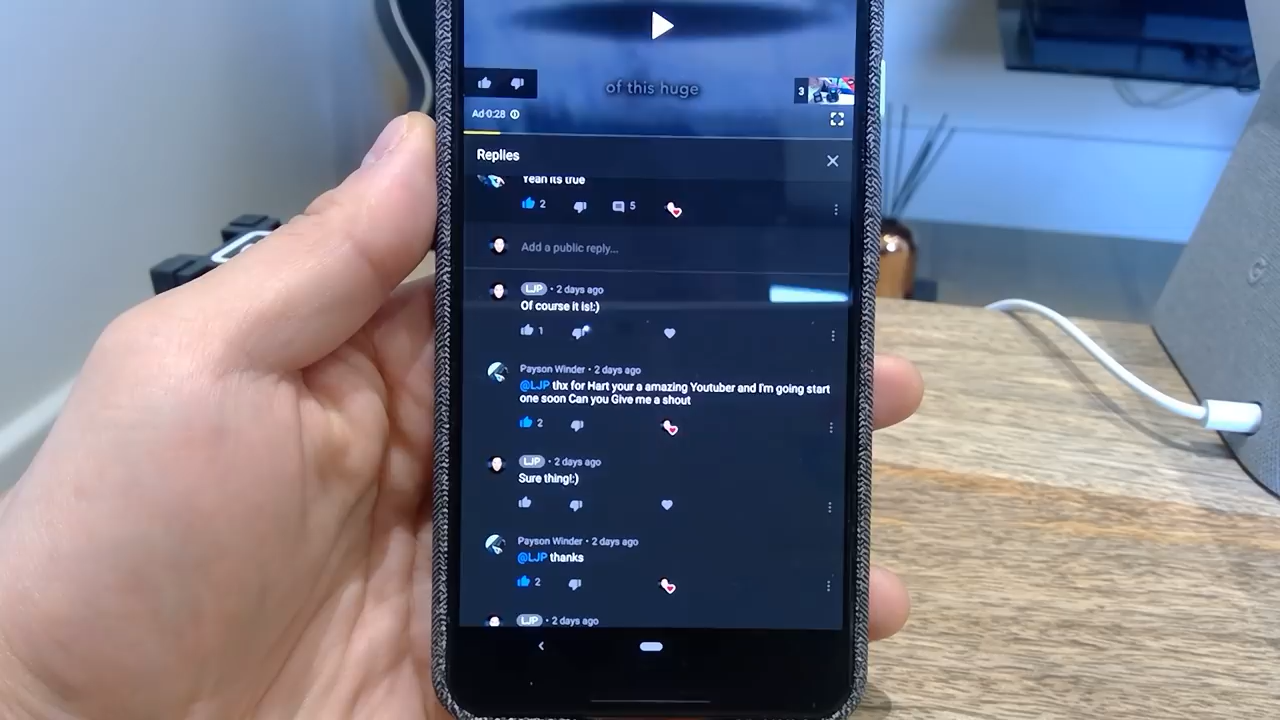 of this huge
3
Ad 0:28
Replies
Yeah its true
2
5
Add a public reply...
LJP • 2 days ago
Of course it is!:)
1
Payson Winder • 2 days ago
@LJP thx for Hart your a amazing Youtuber and I'm going start
one soon Can you Give me a shout
2
LJP • 2 days ago
Sure thing!:)
Payson Winder • 2 days ago
@LJP thanks
2
LJP • 2 days ago